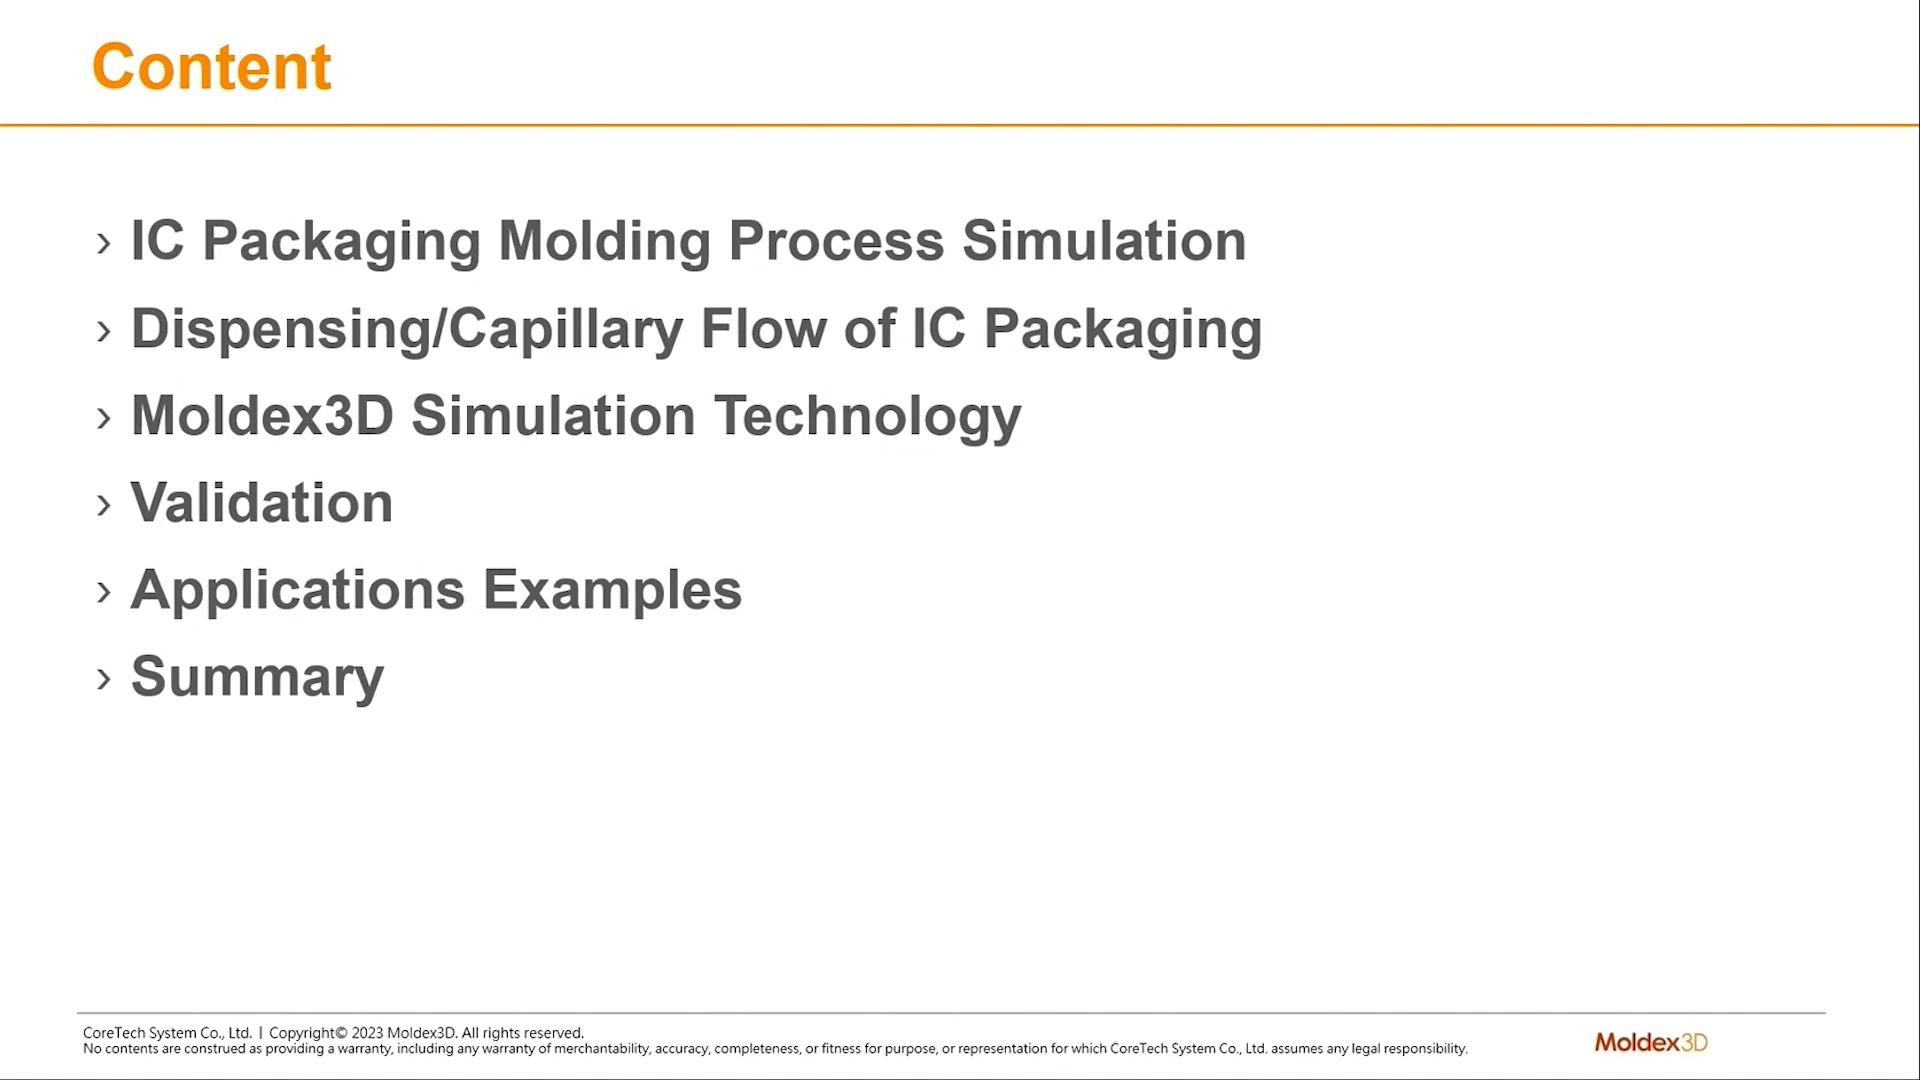 Content
› IC Packaging Molding Process Simulation
› Dispensing/Capillary Flow of IC Packaging
› Moldex3D Simulation Technology
› Validation
› Applications Examples
› Summary
CoreTech System Co., Ltd. | Copyright© 2023 Moldex3D. All rights reserved.
No contents are construed as providing a warranty, including any warranty of merchantability, accuracy, completeness, or fitness for purpose, or representation for which CoreTech System Co., Ltd. assumes any legal responsibility.
Moldex3D